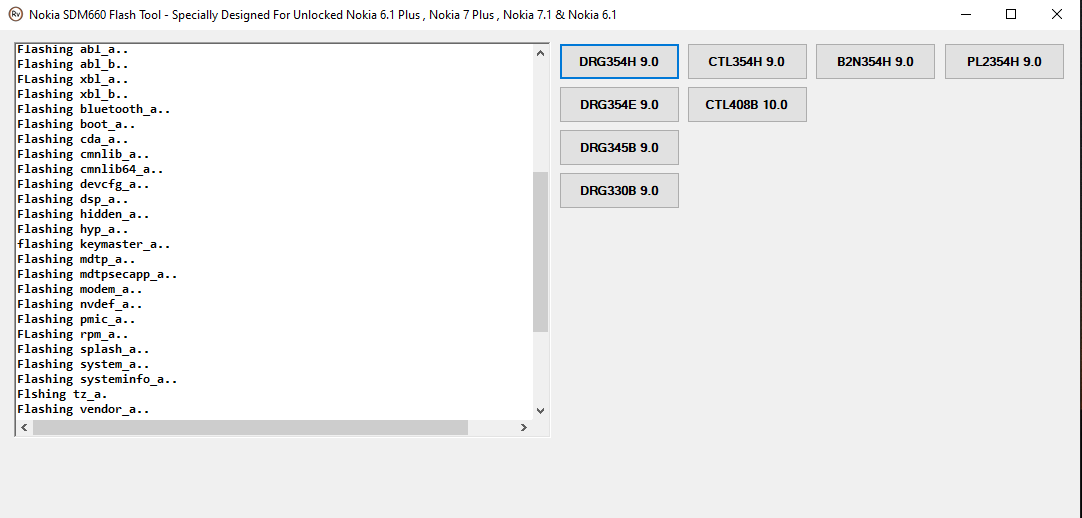 Rv Nokia SDM660 Flash Tool - Specially Designed For Unlocked Nokia 6.1 Plus , Nokia 7 Plus , Nokia 7.1 & Nokia 6.1
Flashing abl_a..
Flashing abl_b..
FLashing xbl_a..
Flashing xbl_b..
Flashing bluetooth_a..
Flashing boot_a..
Flashing cda_a..
Flashing cmnlib_a..
Flashing cmnlib64_a..
Flashing devcfg_a..
Flashing dsp_a..
Flashing hidden_a..
Flashing hyp_a..
flashing keymaster_a..
Flashing mdtp_a..
Flashing mdtpsecapp_a..
Flashing modem_a..
Flashing nvdef_a..
Flashing pmic_a..
FLashing rpm_a..
Flashing splash_a..
Flashing system_a..
Flashing systeminfo_a..
Flshing tz_a.
Flashing vendor_a..
DRG354H 9.0 CTL354H 9.0 B2N354H 9.0 PL2354H 9.0
DRG354E 9.0 CTL408B 10.0
DRG345B 9.0
DRG330B 9.0